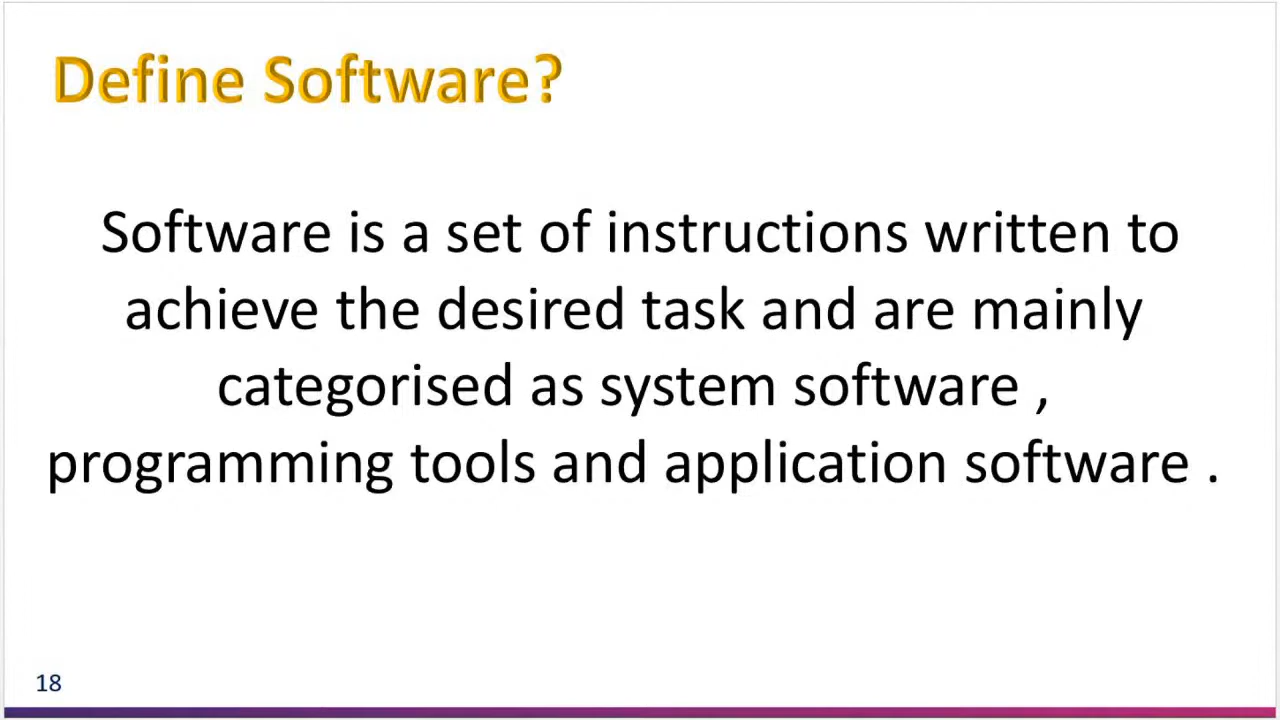 Define Software?
Software is a set of instructions written to
achieve the desired task and are mainly
categorised as system software ,
programming tools and application software .
18